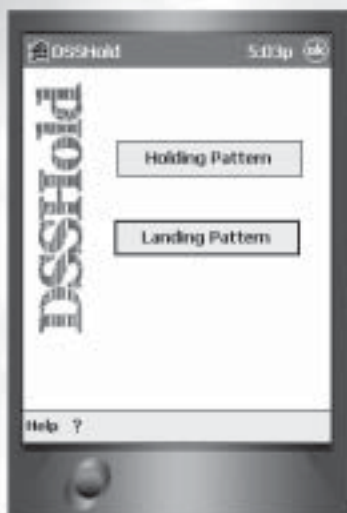 DSSHold 5:03p ok
DSSHold
Holding Pattern
Landing Pattern
Help ?